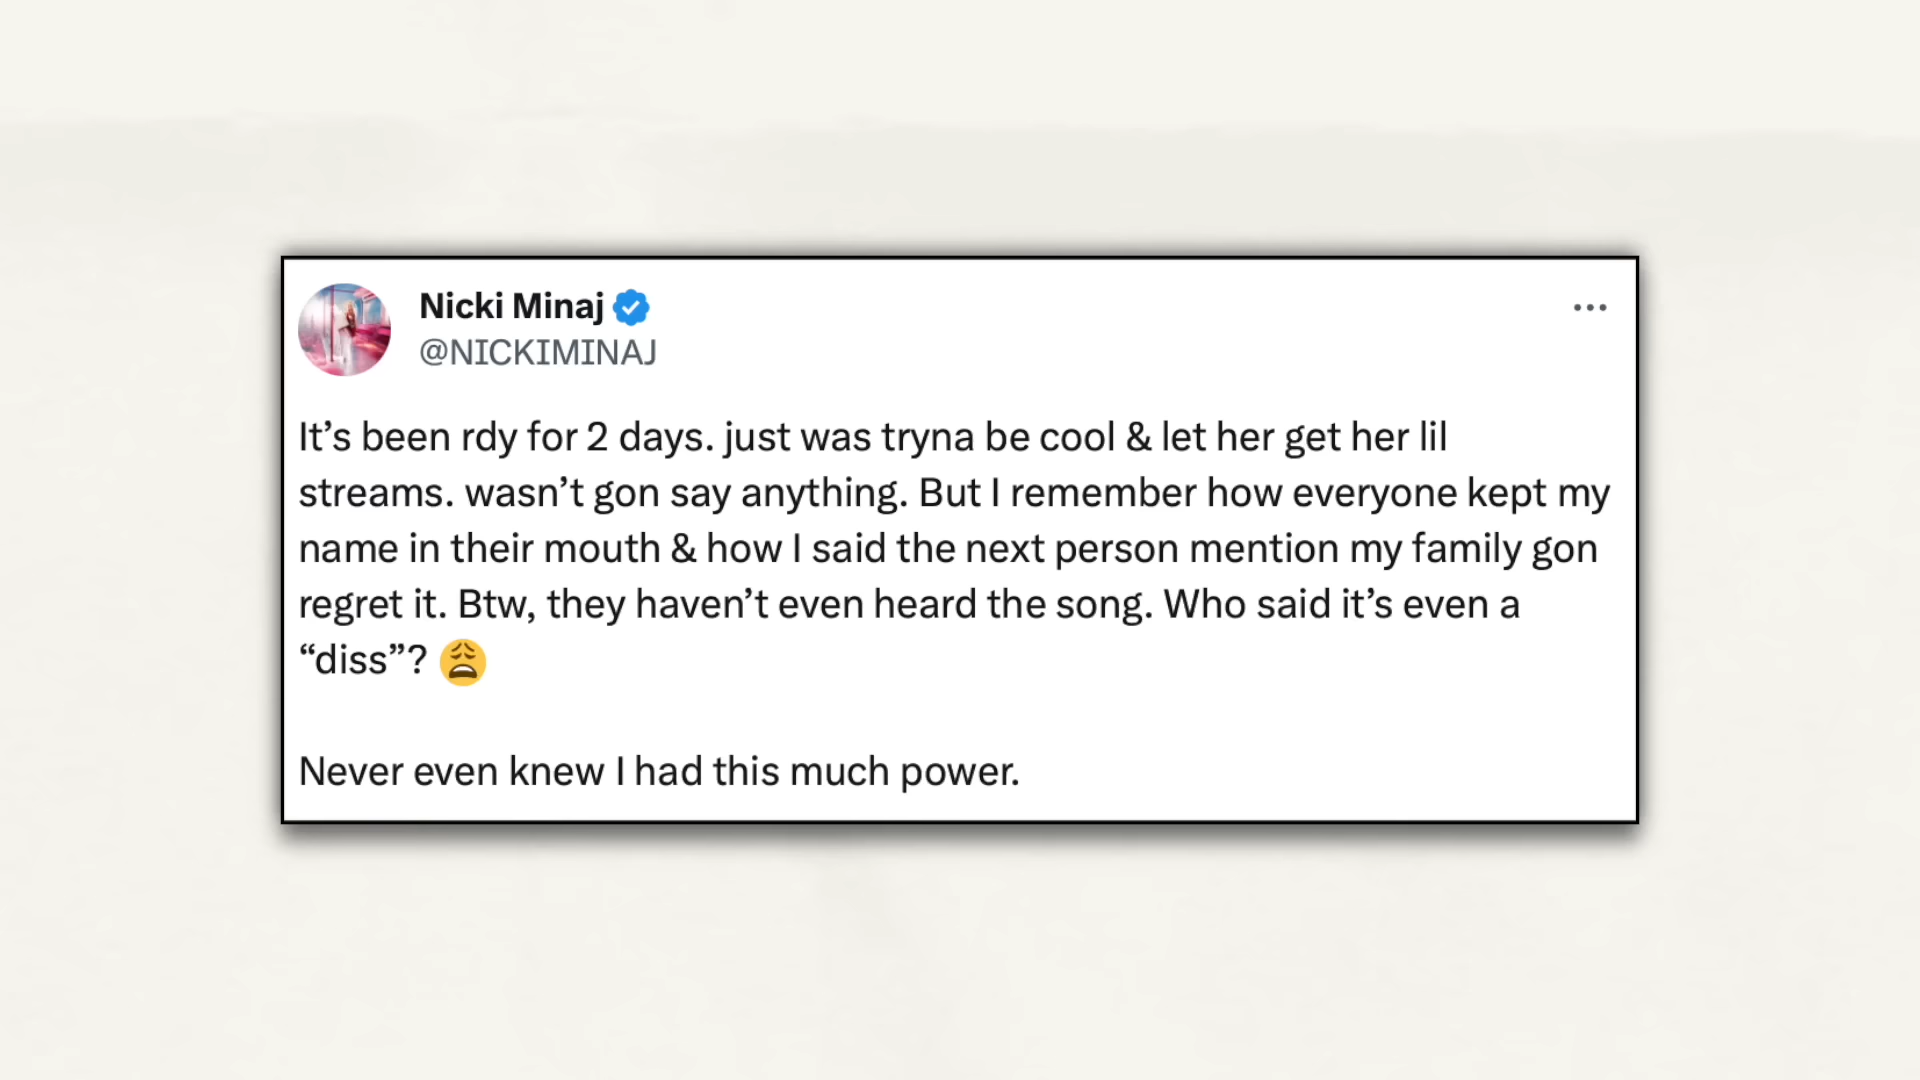 Nicki Minaj
@NICKIMINAJ
It’s been rdy for 2 days. just was tryna be cool & let her get her lil
streams. wasn’t gon say anything. But I remember how everyone kept my
name in their mouth & how I said the next person mention my family gon
regret it. Btw, they haven’t even heard the song. Who said it’s even a
“diss”? 😩
Never even knew I had this much power.